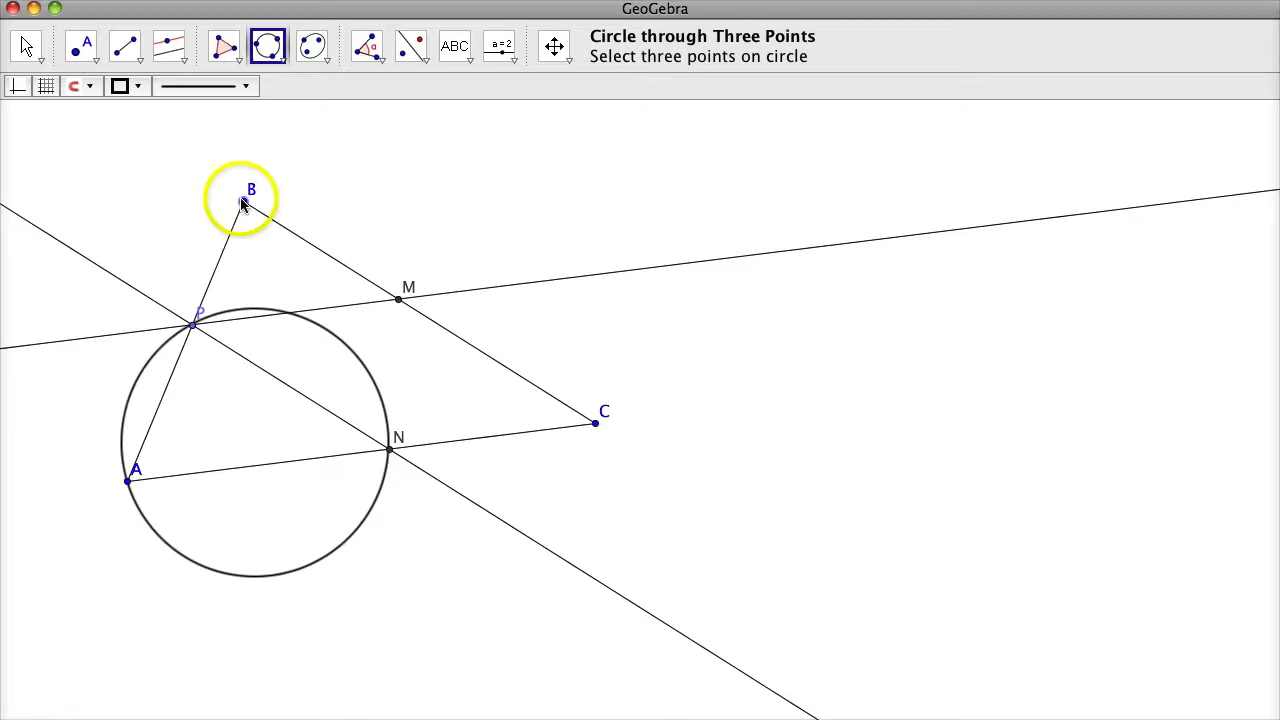 GeoGebra
A
α
ABC
a = 2
Circle through Three Points
Select three points on circle
B
M
P
C
N
A